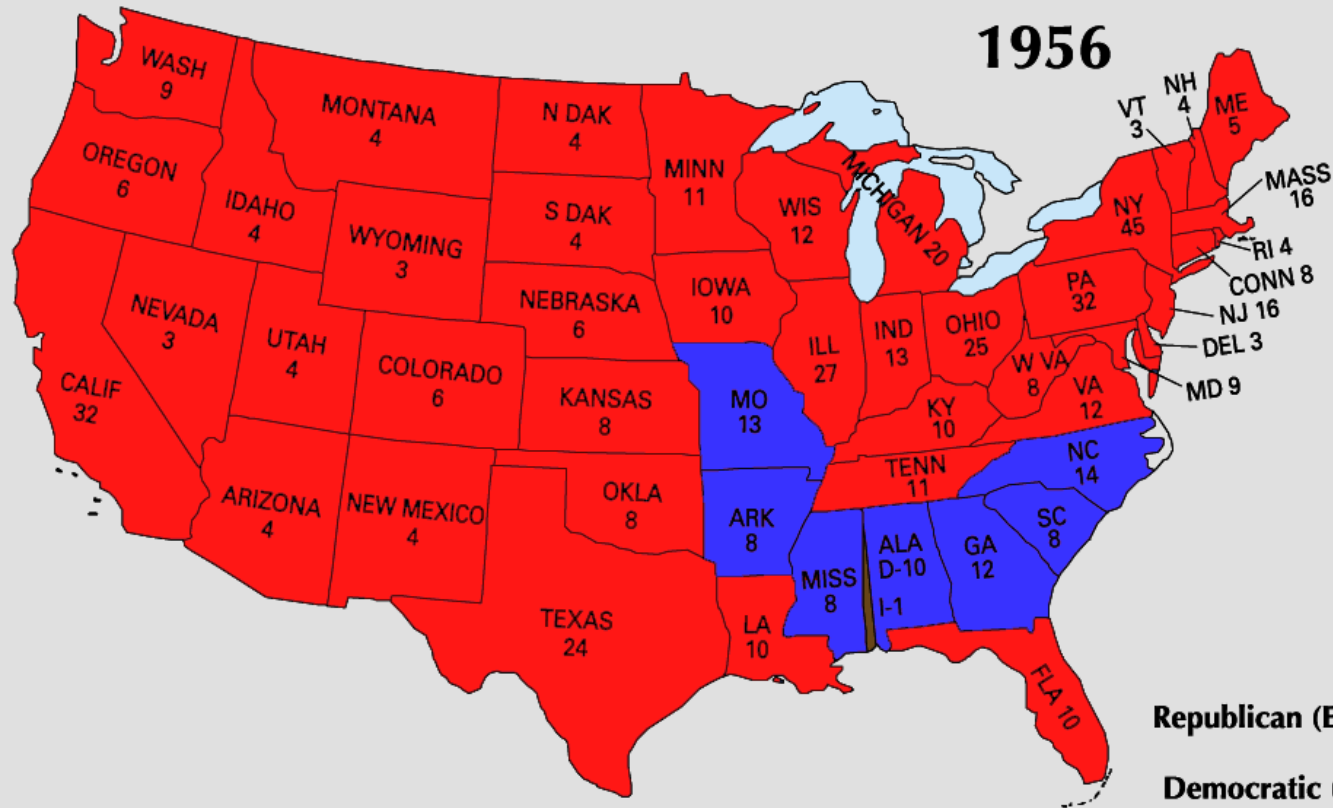 1956
WASH
9
MONTANA
4
N DAK
4
MINN
11
OREGON
6
IDAHO
4
WYOMING
3
S DAK
4
WIS
12
MICHIGAN 20
VT
3
NH
4
ME
5
MASS
16
NY
45
RI 4
CONN 8
NJ 16
DEL 3
MD 9
PA
32
NEVADA
3
UTAH
4
COLORADO
6
NEBRASKA
6
IOWA
10
ILL
27
IND
13
OHIO
25
W VA
8
VA
12
CALIF
32
KANSAS
8
MO
13
KY
10
ARIZONA
4
NEW MEXICO
4
OKLA
8
ARK
8
TENN
11
NC
14
SC
8
TEXAS
24
LA
10
MISS
8
ALA
D-10
I-1
GA
12
FLA 10
Republican (E
Democratic (